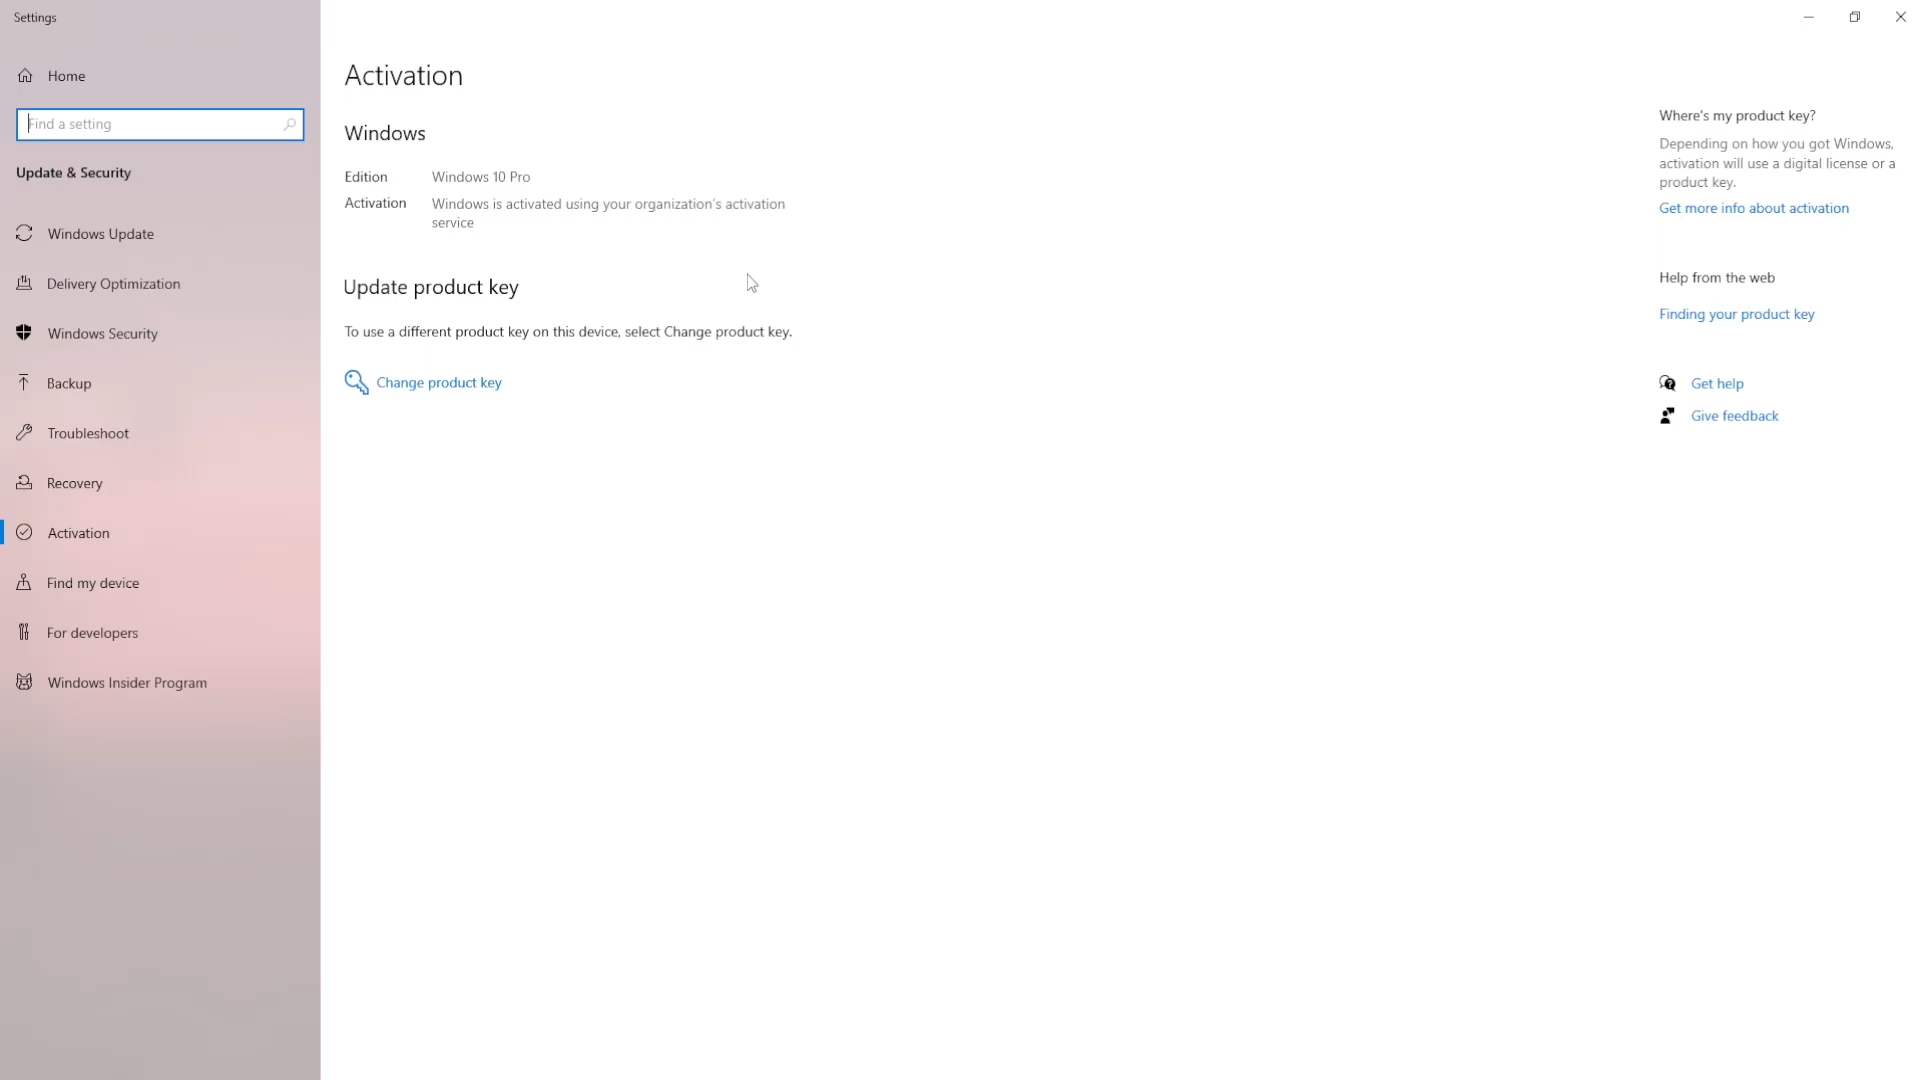 Settings
Home
Find a setting
Update & Security
Windows Update
Delivery Optimization
Windows Security
Backup
Troubleshoot
Recovery
Activation
Find my device
For developers
Windows Insider Program
Activation
Windows
Edition Windows 10 Pro
Activation Windows is activated using your organization's activation
service
Update product key
To use a different product key on this device, select Change product key.
Change product key
Where's my product key?
Depending on how you got Windows,
activation will use a digital license or a
product key.
Get more info about activation
Help from the web
Finding your product key
Get help
Give feedback